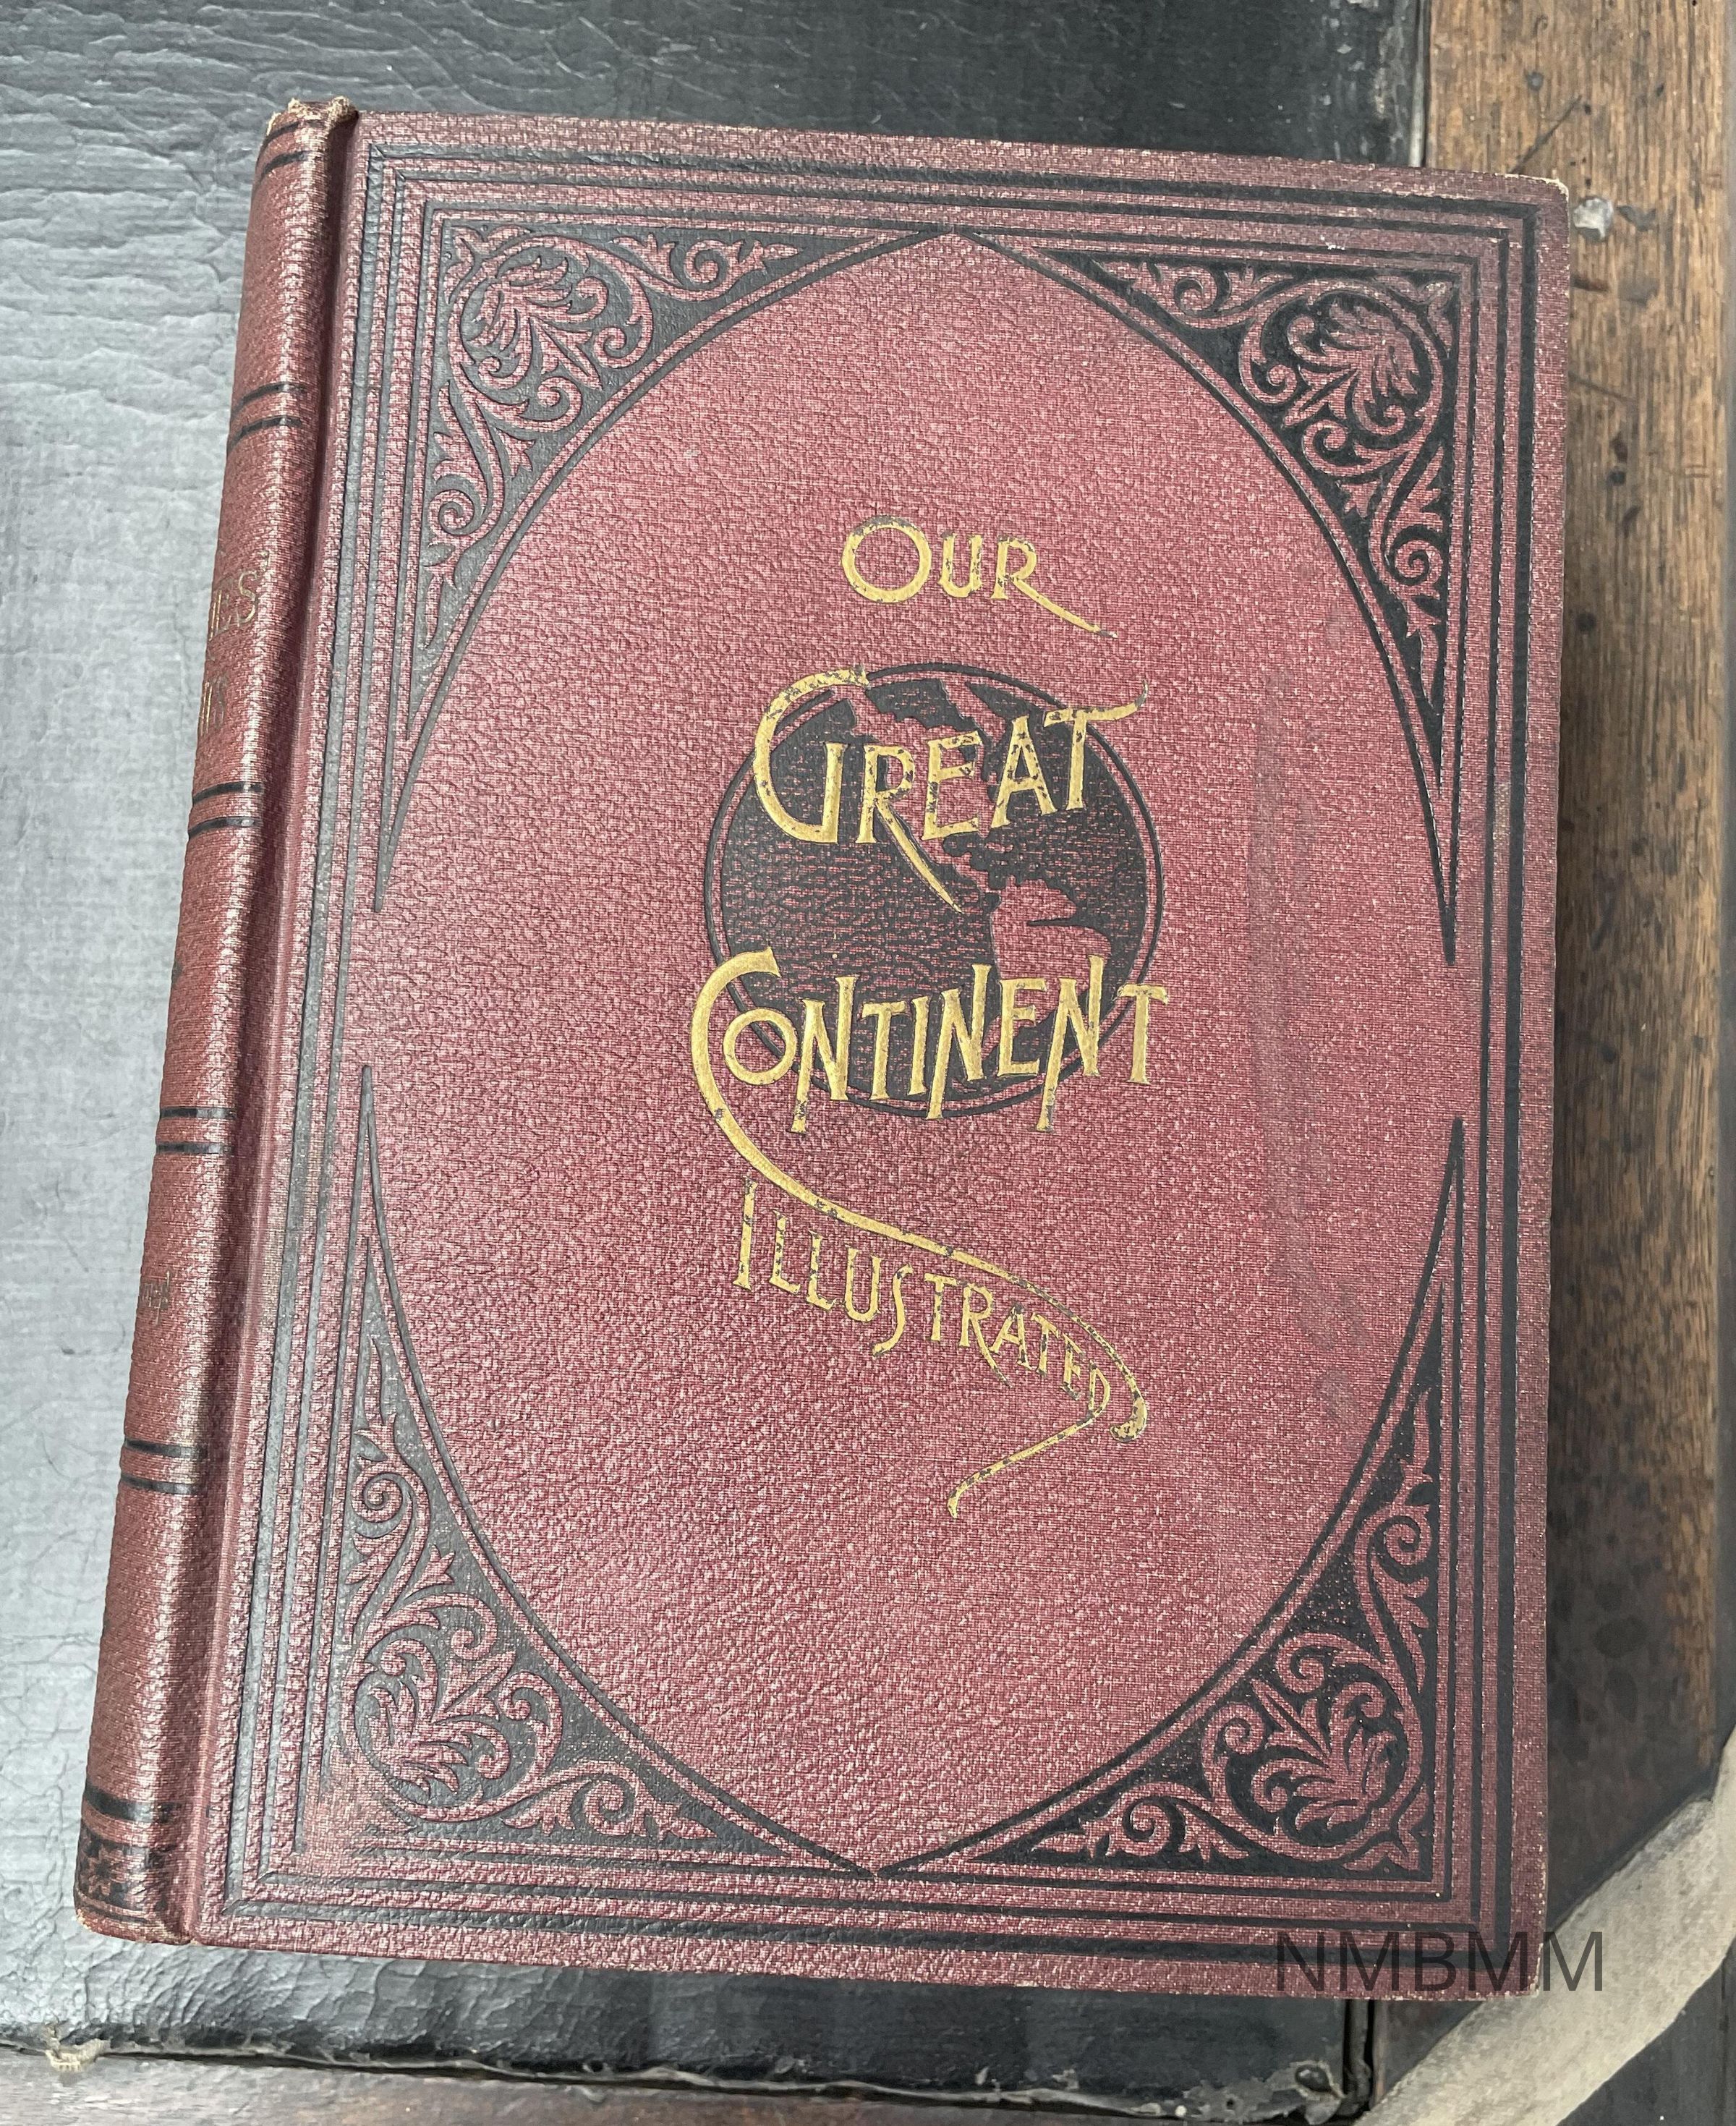 OUR
GREAT
CONTINENT
ILLUSTRATED
NMBMM